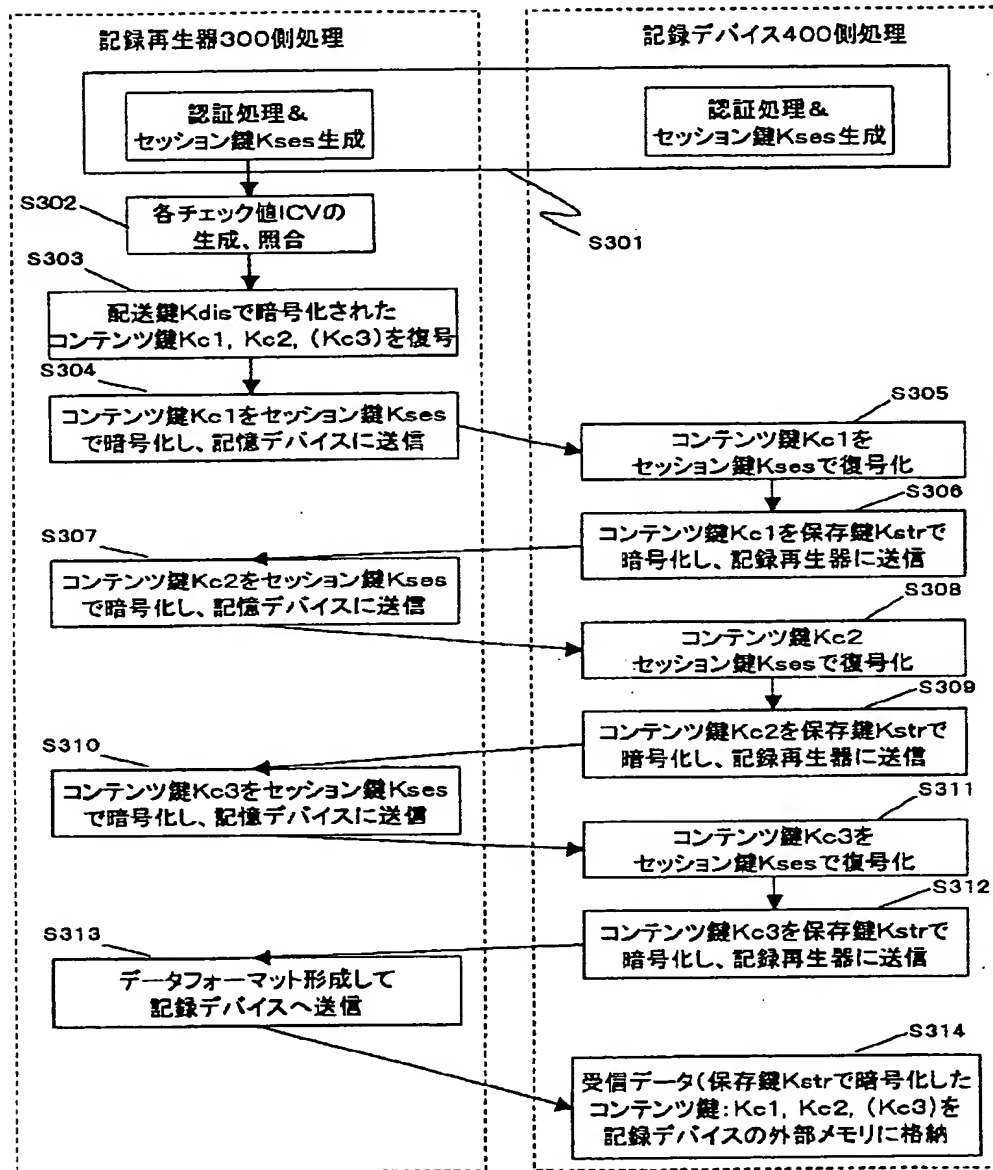 記録再生器300側処理
記録デバイス400側処理
認証処理&
セッション鍵Kses生成
認証処理&
セッション鍵Kses生成
S301
S302
各チェック値ICVの
生成、照合
S303
配送鍵Kdisで暗号化された
コンテンツ鍵Kc1, Kc2, (Kc3)を復号
S304
コンテンツ鍵Kc1をセッション鍵Kses
で暗号化し、記憶デバイスに送信
S305
コンテンツ鍵Kc1を
セッション鍵Ksesで復号化
S306
コンテンツ鍵Kc1を保存鍵Kstrで
暗号化し、記録再生器に送信
S307
コンテンツ鍵Kc2をセッション鍵Kses
で暗号化し、記憶デバイスに送信
S308
コンテンツ鍵Kc2
セッション鍵Ksesで復号化
S309
コンテンツ鍵Kc2を保存鍵Kstrで
暗号化し、記録再生器に送信
S310
コンテンツ鍵Kc3をセッション鍵Kses
で暗号化し、記憶デバイスに送信
S311
コンテンツ鍵Kc3を
セッション鍵Ksesで復号化
S312
コンテンツ鍵Kc3を保存鍵Kstrで
暗号化し、記録再生器に送信
S313
データフォーマット形成して
記録デバイスへ送信
S314
受信データ(保存鍵Kstrで暗号化した
コンテンツ鍵:Kc1, Kc2, (Kc3)を
記録デバイスの外部メモリに格納